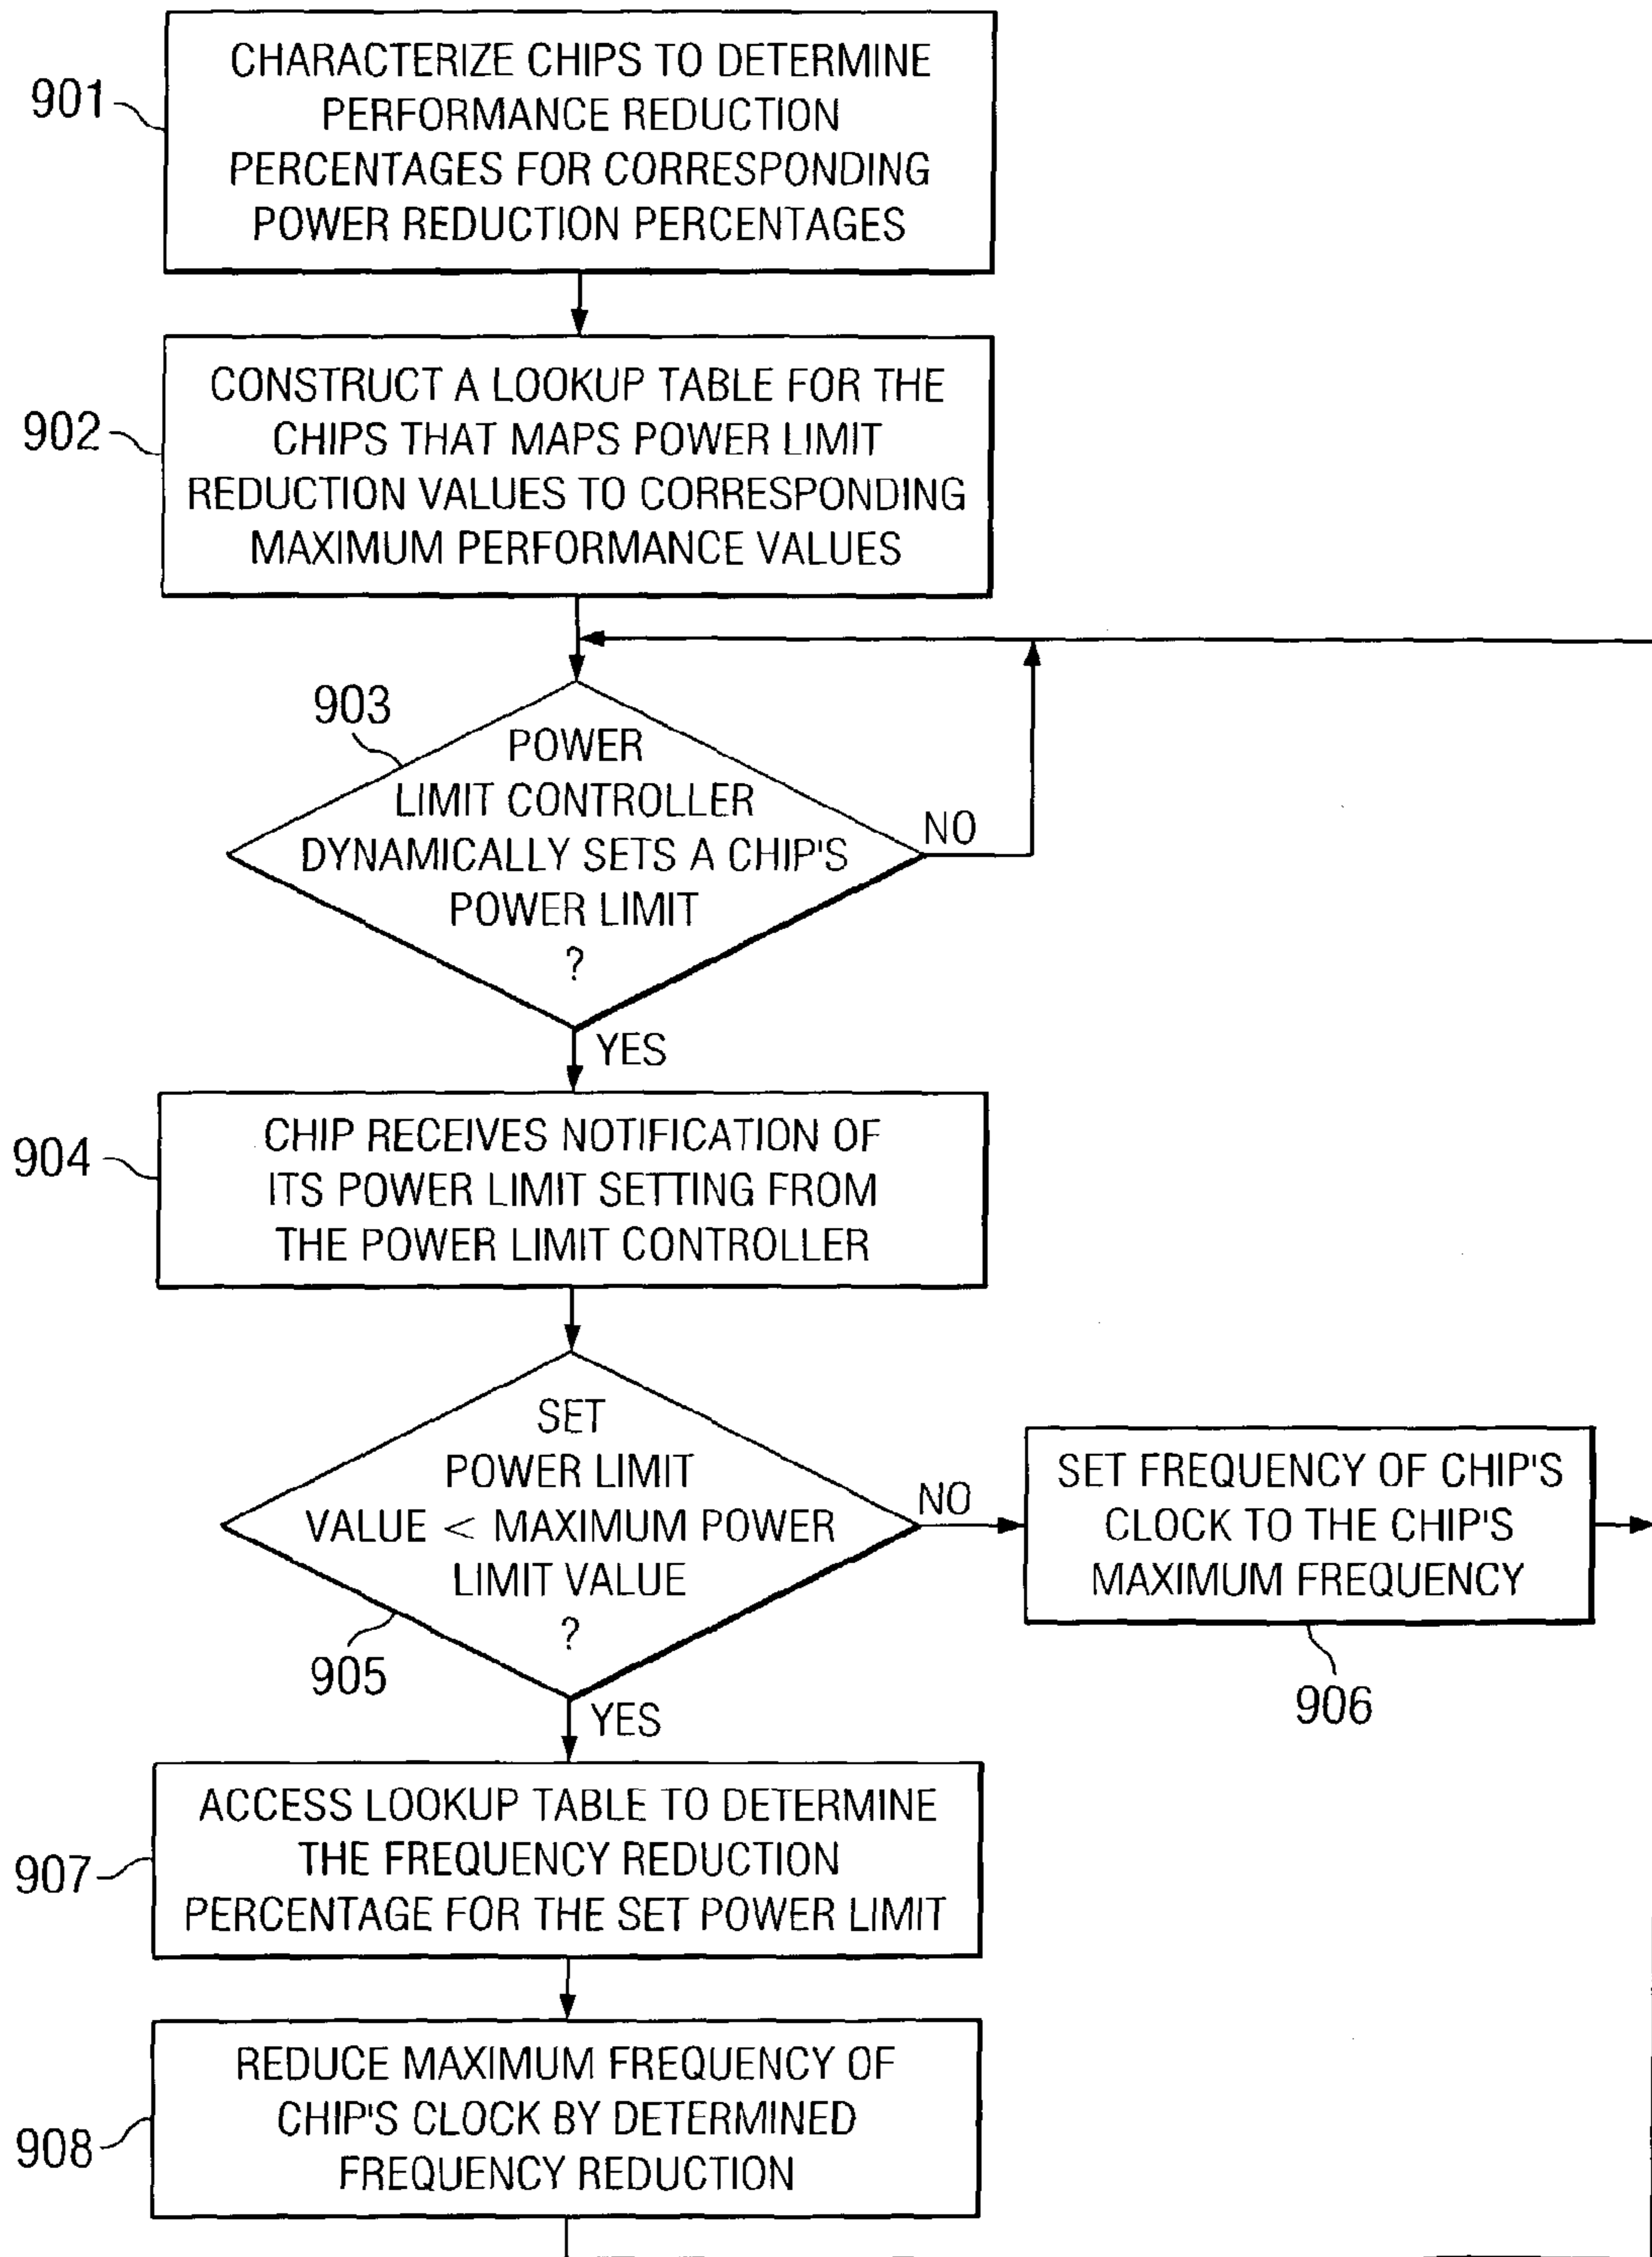 901
CHARACTERIZE CHIPS TO DETERMINE
PERFORMANCE REDUCTION
PERCENTAGES FOR CORRESPONDING
POWER REDUCTION PERCENTAGES
902
CONSTRUCT A LOOKUP TABLE FOR THE
CHIPS THAT MAPS POWER LIMIT
REDUCTION VALUES TO CORRESPONDING
MAXIMUM PERFORMANCE VALUES
903
POWER
LIMIT CONTROLLER
DYNAMICALLY SETS A CHIP'S
POWER LIMIT
?
NO
YES
904
CHIP RECEIVES NOTIFICATION OF
ITS POWER LIMIT SETTING FROM
THE POWER LIMIT CONTROLLER
SET
POWER LIMIT
VALUE < MAXIMUM POWER
LIMIT VALUE
?
905
NO
SET FREQUENCY OF CHIP'S
CLOCK TO THE CHIP'S
MAXIMUM FREQUENCY
906
YES
907
ACCESS LOOKUP TABLE TO DETERMINE
THE FREQUENCY REDUCTION
PERCENTAGE FOR THE SET POWER LIMIT
908
REDUCE MAXIMUM FREQUENCY OF
CHIP'S CLOCK BY DETERMINED
FREQUENCY REDUCTION